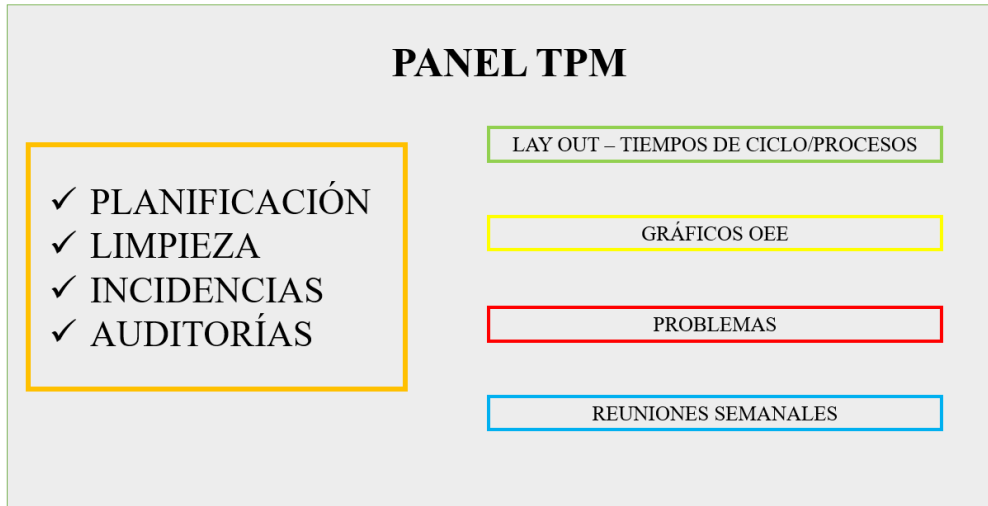 PANEL TPM
✓ PLANIFICACIÓN
✓ LIMPIEZA
✓ INCIDENCIAS
✓ AUDITORÍAS
LAY OUT – TIEMPOS DE CICLO/PROCESOS
GRÁFICOS OEE
PROBLEMAS
REUNIONES SEMANALES